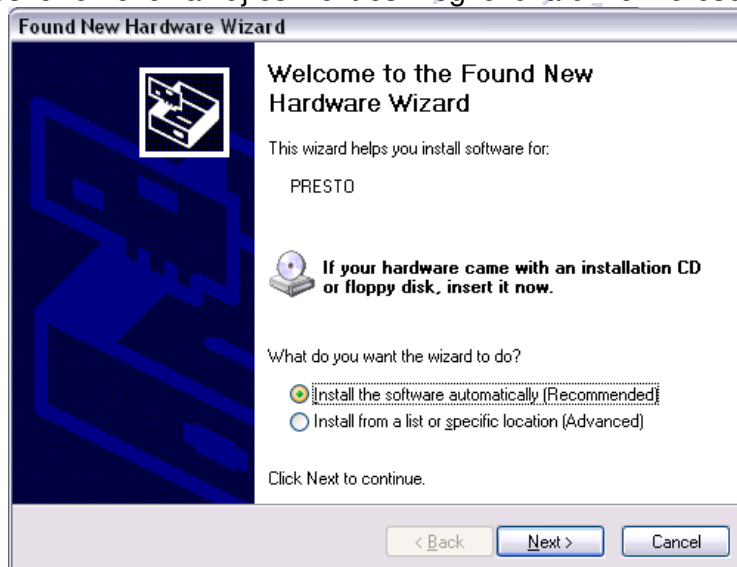 Found New Hardware Wizard
Welcome to the Found New
Hardware Wizard
This wizard helps you install software for:
PRESTO
If your hardware came with an installation CD
or floppy disk, insert it now.
What do you want the wizard to do?
Install the software automatically (Recommended)
Install from a list or specific location (Advanced)
Click Next to continue.
< Back
Next >
Cancel